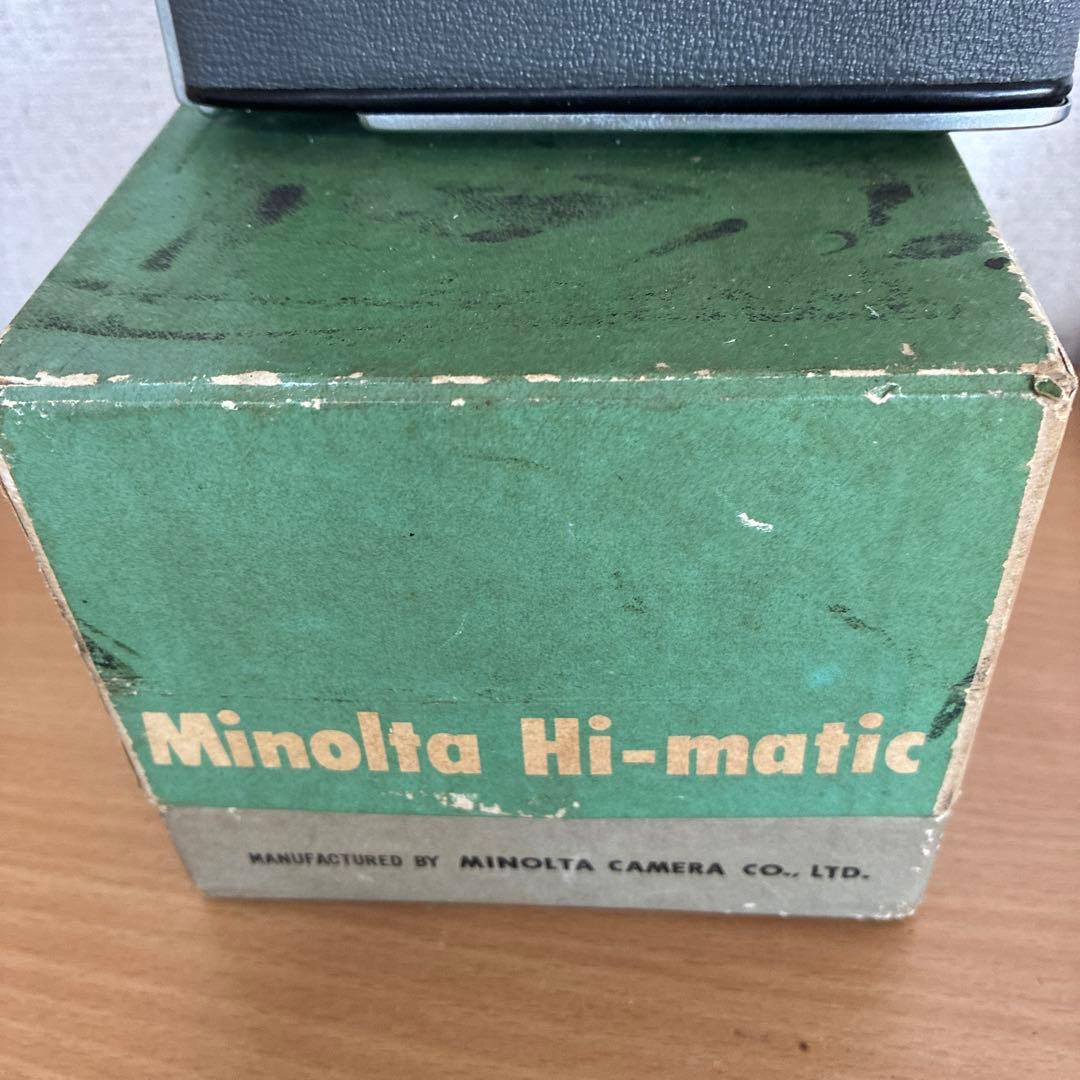 Minolta Hi-matic
MANUFACTURED BY MINOLTA CAMERA CO., LTD.